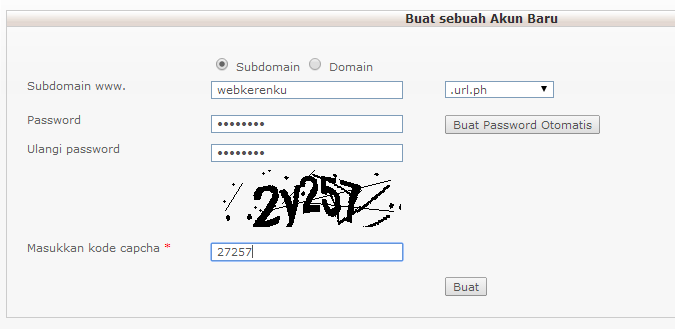 Buat sebuah Akun Baru
Subdomain Domain
Subdomain www. webkerenku .url.ph
Password •••••••• Buat Password Otomatis
Ulangi password ••••••••
2Y257
Masukkan kode capcha * 27257
Buat